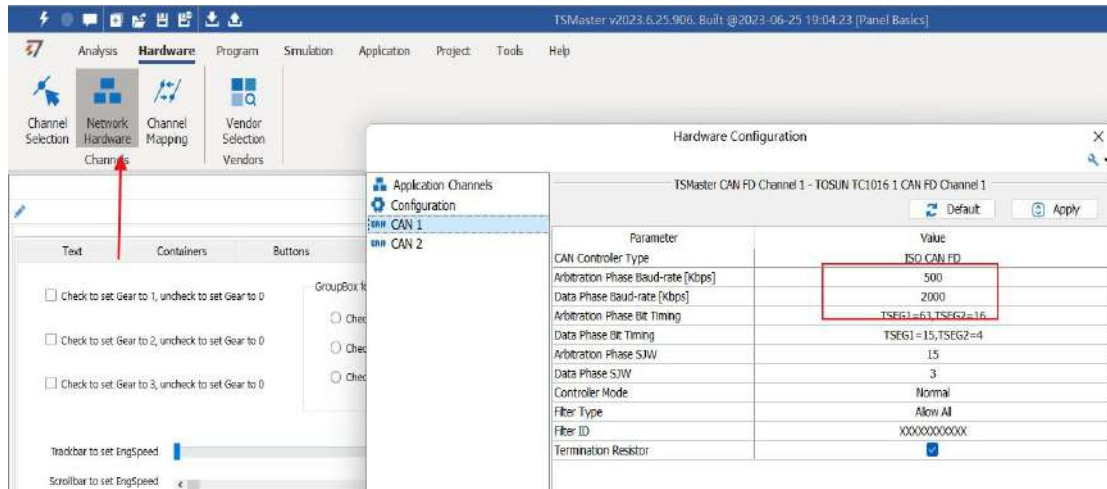 TSMaster v2023.6.25.906. Built @2023-06-25 19:04:23 [Panel Basics]
Analysis Hardware Program Simulation Application Project Tools Help
Channel Selection
Network Hardware
Channel Mapping
Vendor Selection
Channels
Vendors
Hardware Configuration
Application Channels
Configuration
CAN 1
CAN 2
TSMaster CAN FD Channel 1 - TOSUN TC1016 1 CAN FD Channel 1
Default Apply
Parameter Value
CAN Controller Type ISO CAN FD
Arbitration Phase Baud-rate [Kbps] 500
Data Phase Baud-rate [Kbps] 2000
Arbitration Phase Bit Timing TSEG1=63,TSEG2=16
Data Phase Bit Timing TSEG1=15,TSEG2=4
Arbitration Phase SJW 15
Data Phase SJW 3
Controller Mode Normal
Filter Type Allow All
Filter ID XXXXXXXXXXX
Termination Resistor
Text Containers Buttons
Check to set Gear to 1, uncheck to set Gear to 0
Check to set Gear to 2, uncheck to set Gear to 0
Check to set Gear to 3, uncheck to set Gear to 0
GroupBox
Trackbar to set EngSpeed
Scrollbar to set EngSpeed